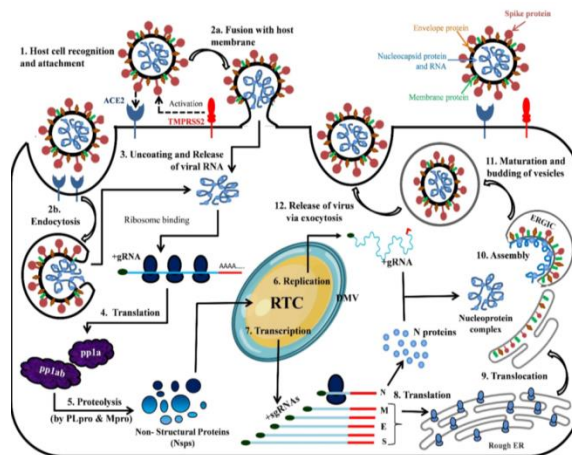 1. Host cell recognition
and attachment
2a. Fusion with host
membrane
Spike protein
Envelope protein
Nucleocapsid protein
and RNA
Membrane protein
ACE2
Activation
TMPRSS2
3. Uncoating and Release
of viral RNA
2b.
Endocytosis
Ribosome binding
+gRNA
AAAA....
4. Translation
pp1a
pp1ab
5. Proteolysis
(by PLpro & Mpro)
Non- Structural Proteins
(Nsps)
6. Replication
RTC
7. Transcription
DMV
+gRNA
+sgRNAs
N
M
E
S
8. Translation
N proteins
Nucleoprotein
complex
Rough ER
9. Translocation
10. Assembly
ERGIC
11. Maturation and
budding of vesicles
12. Release of virus
via exocytosis